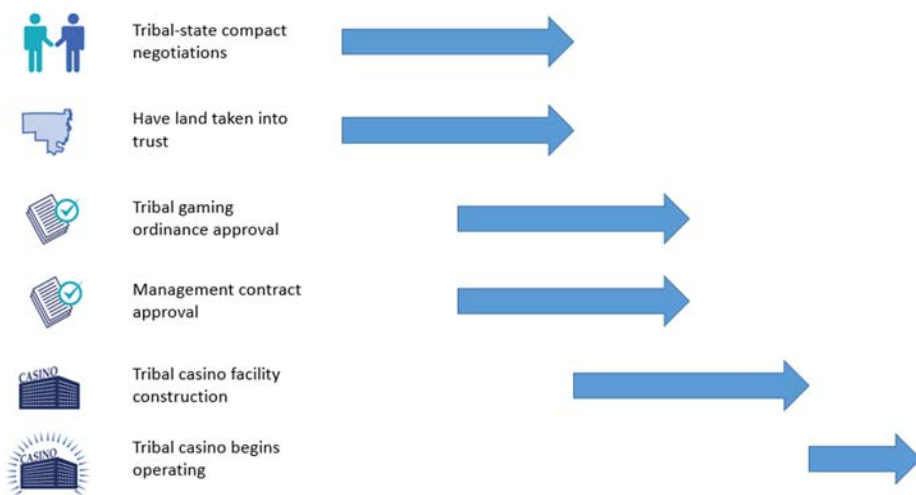 Tribal-state compact
negotiations
Have land taken into
trust
Tribal gaming
ordinance approval
Management contract
approval
CASINO
Tribal casino facility
construction
CASINO
Tribal casino begins
operating